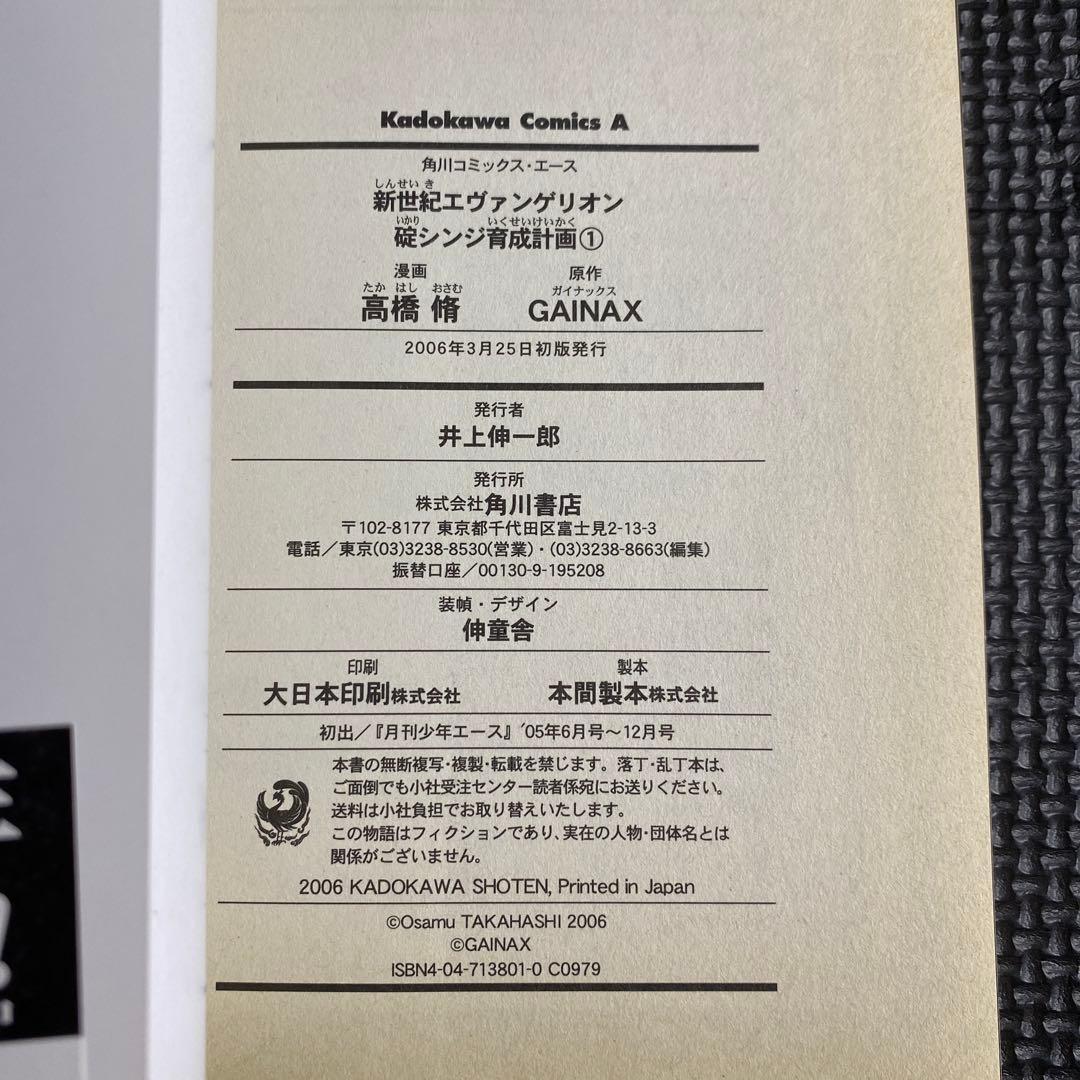 Kadokawa Comics A
角川コミックス・エース
しんせいき
新世紀エヴァンゲリオン
いかり いくせいけいかく
碇シンジ育成計画①
漫画 原作
たか はし おさむ ガイナックス
高橋 脩 GAINAX
2006年3月25日初版発行
発行者
井上伸一郎
発行所
株式会社角川書店
〒102-8177 東京都千代田区富士見2-13-3
電話／東京(03)3238-8530(営業)・(03)3238-8663(編集)
振替口座／00130-9-195208
装幀・デザイン
伸童舎
印刷 製本
大日本印刷株式会社 本間製本株式会社
初出／『月刊少年エース』'05年6月号〜12月号
本書の無断複写・複製・転載を禁じます。落丁・乱丁本は、
ご面倒でも小社受注センター読者係宛にお送りください。
送料は小社負担でお取り替えいたします。
この物語はフィクションであり、実在の人物・団体名とは
関係がございません。
2006 KADOKAWA SHOTEN, Printed in Japan
©Osamu TAKAHASHI 2006
©GAINAX
ISBN4-04-713801-0 C0979